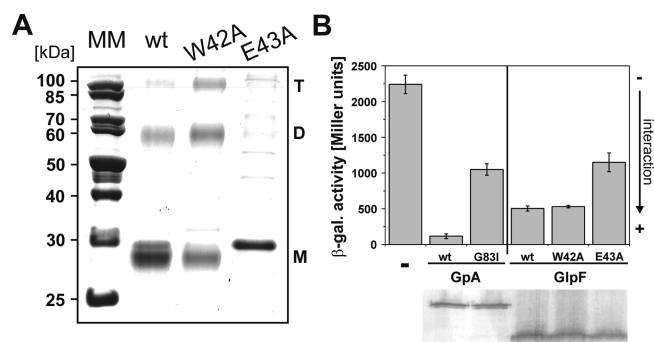 A
[kDa] MM wt W42A E43A
100
85
70
60
50
40
30
25
T
D
M
B
β-gal. activity [Miller units]
2500
2250
2000
1500
1000
500
0
-
interaction
+
- wt G83I wt W42A E43A
GpA GlpF